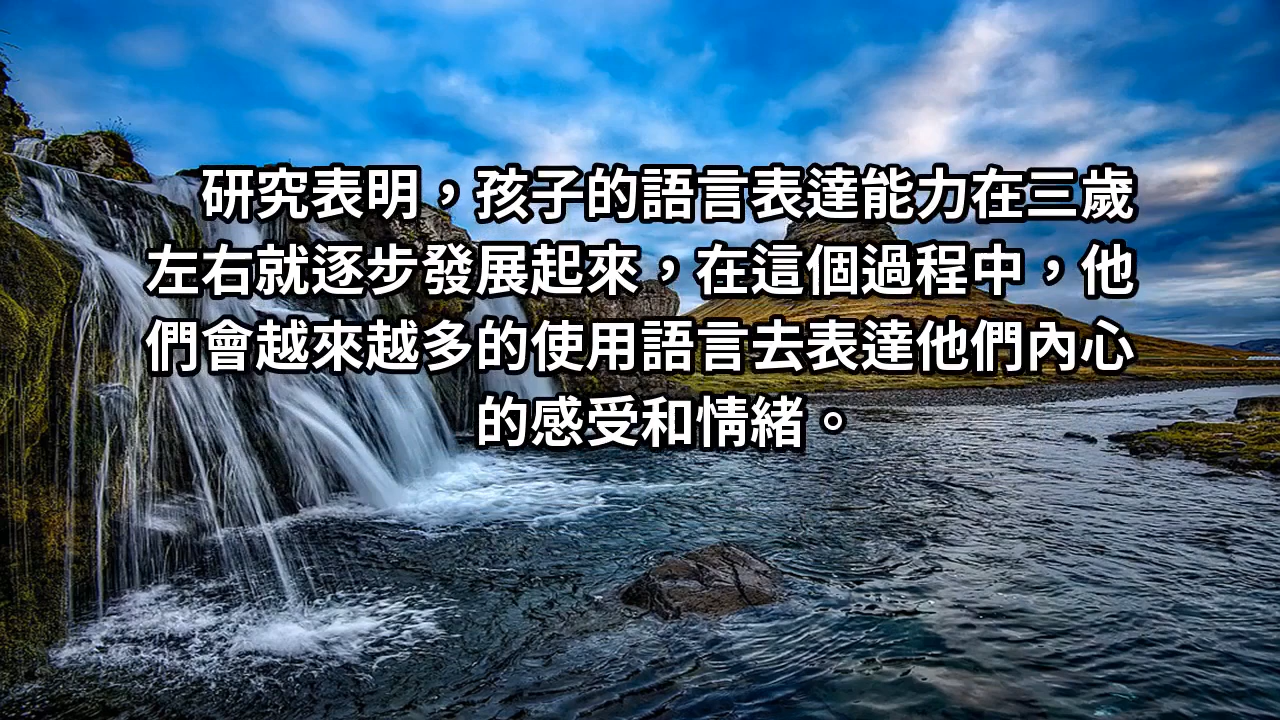 研究表明，孩子的語言表達能力在三歲
左右就逐步發展起來，在這個過程中，他
們會越來越多的使用語言去表達他們內心
的感受和情緒。